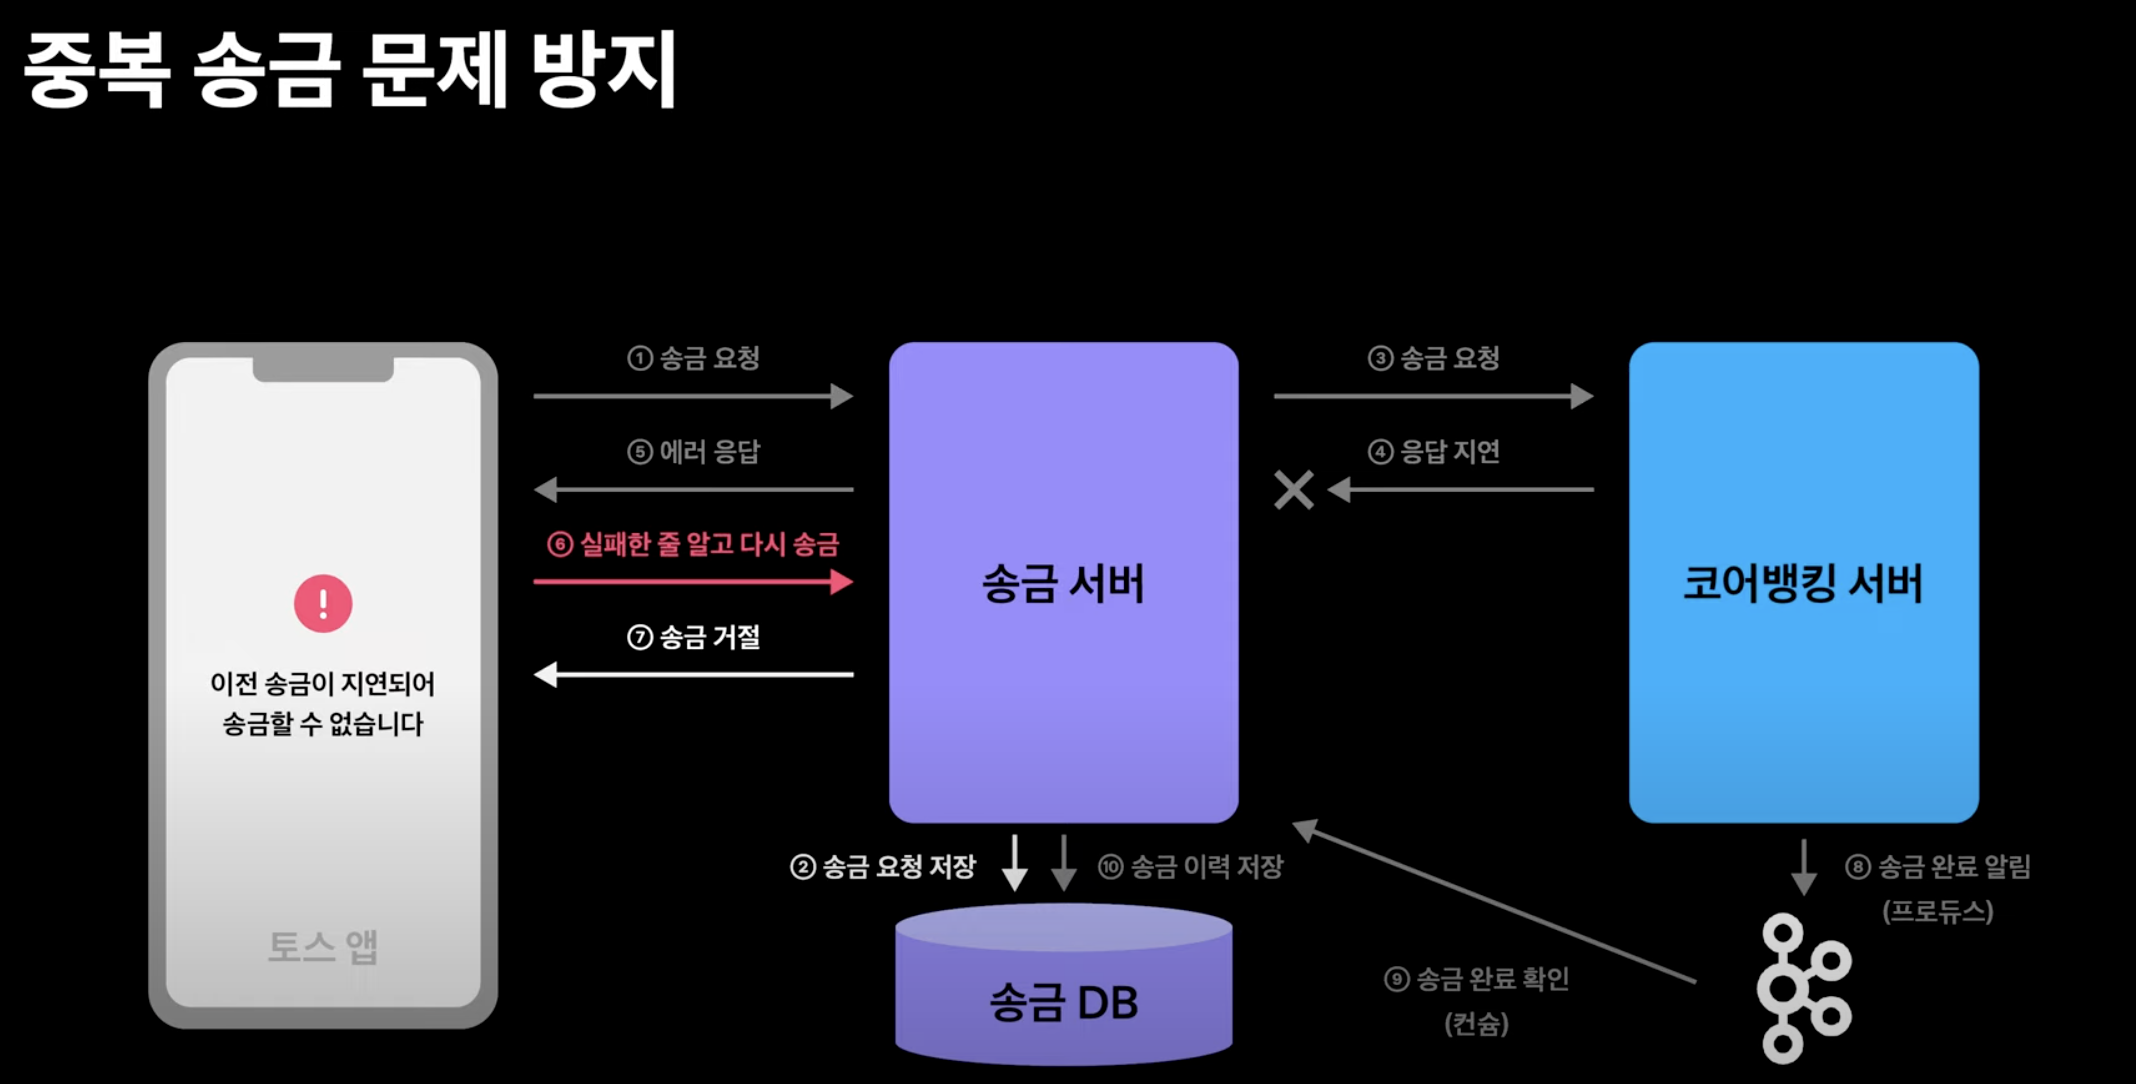 중복 송금 문제 방지
① 송금 요청
③ 송금 요청
⑤ 에러 응답
④ 응답 지연
⑥ 실패한 줄 알고 다시 송금
송금 서버
코어뱅킹 서버
⑦ 송금 거절
이전 송금이 지연되어
송금할 수 없습니다
② 송금 요청 저장
⑩ 송금 이력 저장
⑧ 송금 완료 알림
(프로듀스)
토스 앱
송금 DB
⑨ 송금 완료 확인
(컨슘)